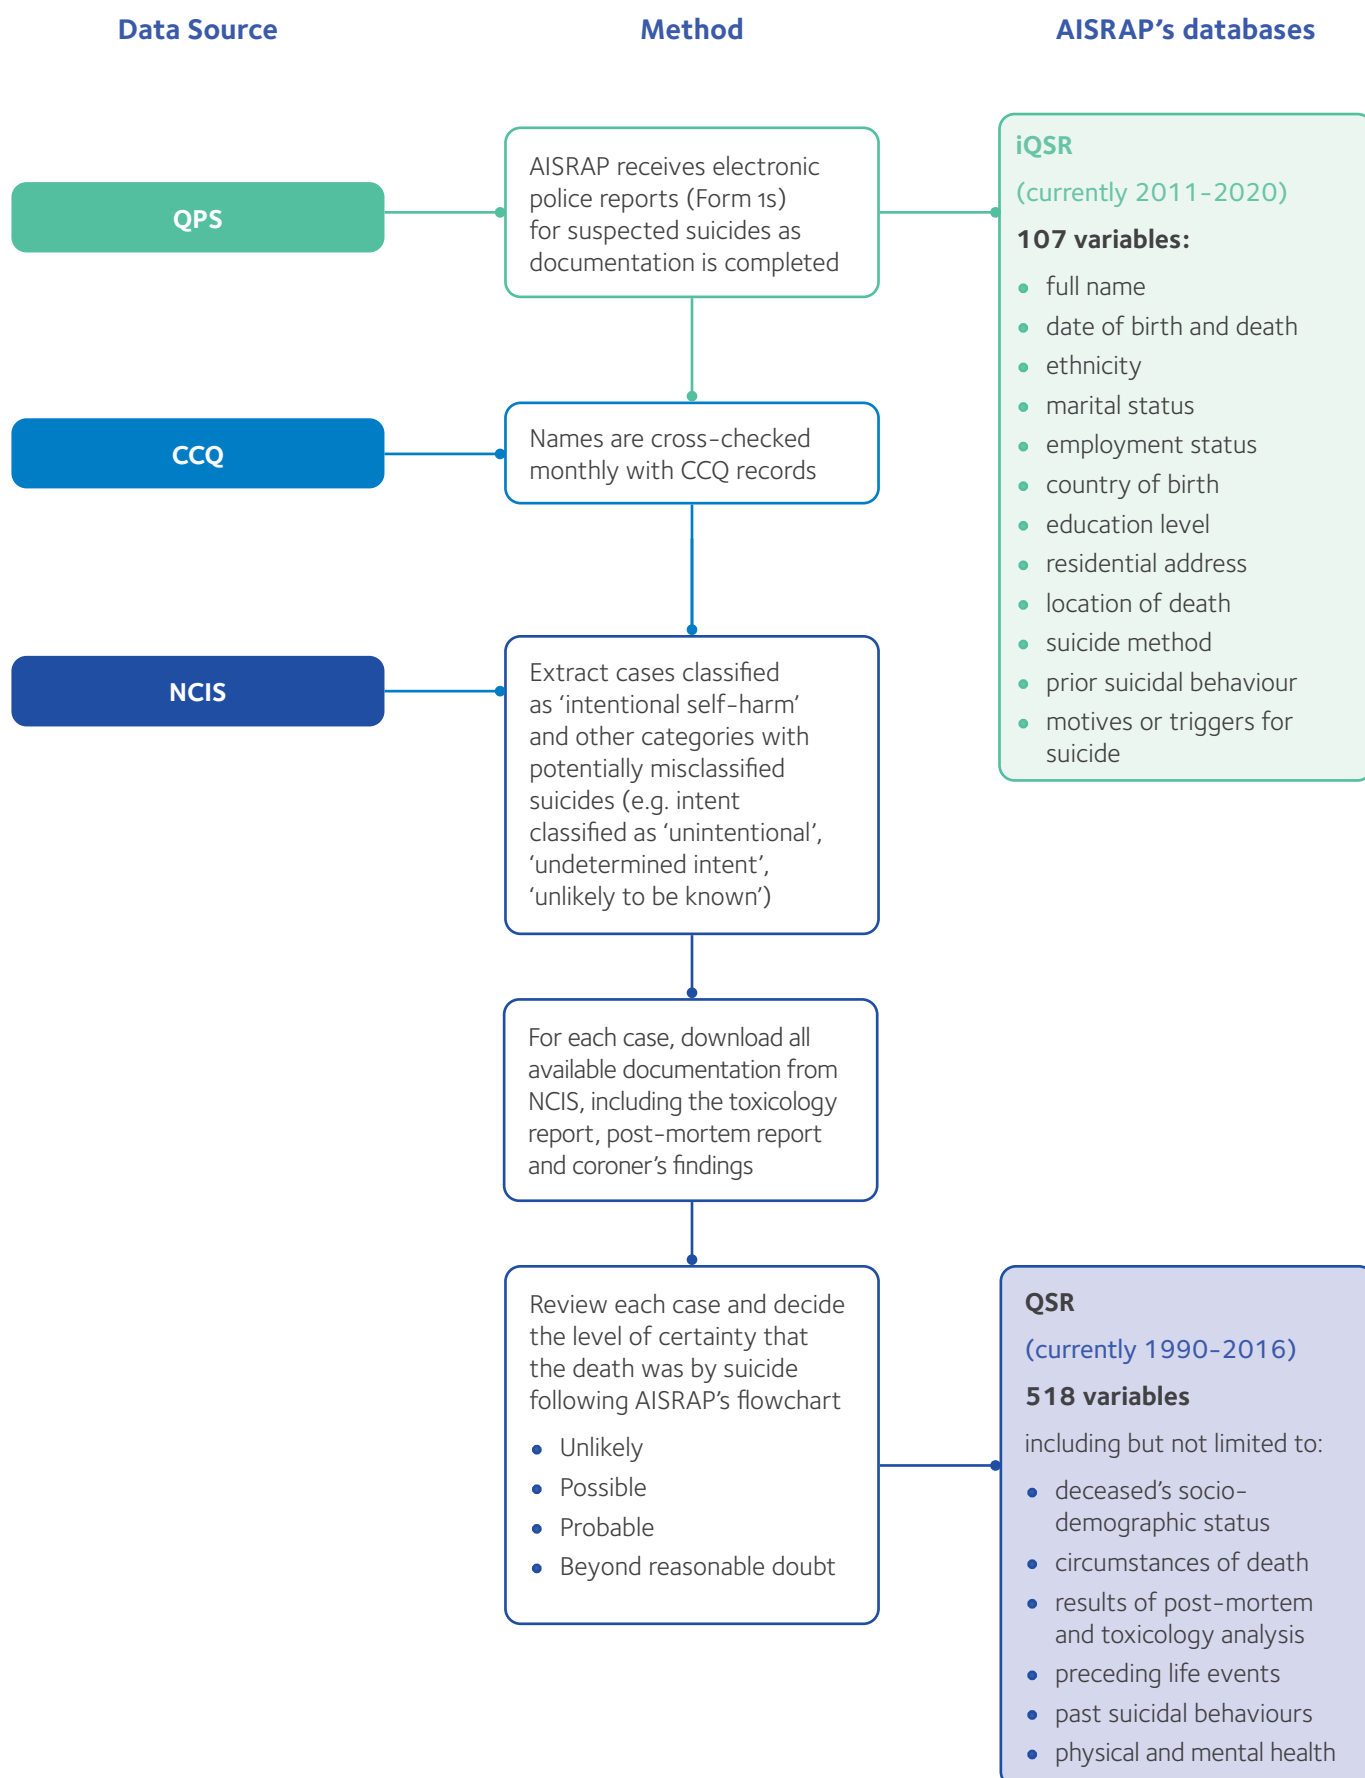 Data Source
Method
AISRAP's databases
QPS
AISRAP receives electronic
police reports (Form 1s)
for suspected suicides as
documentation is completed
iQSR
(currently 2011-2020)
107 variables:
• full name
• date of birth and death
• ethnicity
• marital status
• employment status
• country of birth
• education level
• residential address
• location of death
• suicide method
• prior suicidal behaviour
• motives or triggers for
suicide
CCQ
Names are cross-checked
monthly with CCQ records
NCIS
Extract cases classified
as ‘intentional self-harm’
and other categories with
potentially misclassified
suicides (e.g. intent
classified as ‘unintentional’,
‘undetermined intent’,
‘unlikely to be known’)
For each case, download all
available documentation from
NCIS, including the toxicology
report, post-mortem report
and coroner’s findings
Review each case and decide
the level of certainty that
the death was by suicide
following AISRAP’s flowchart
• Unlikely
• Possible
• Probable
• Beyond reasonable doubt
QSR
(currently 1990-2016)
518 variables
including but not limited to:
• deceased’s socio-
demographic status
• circumstances of death
• results of post-mortem
and toxicology analysis
• preceding life events
• past suicidal behaviours
• physical and mental health